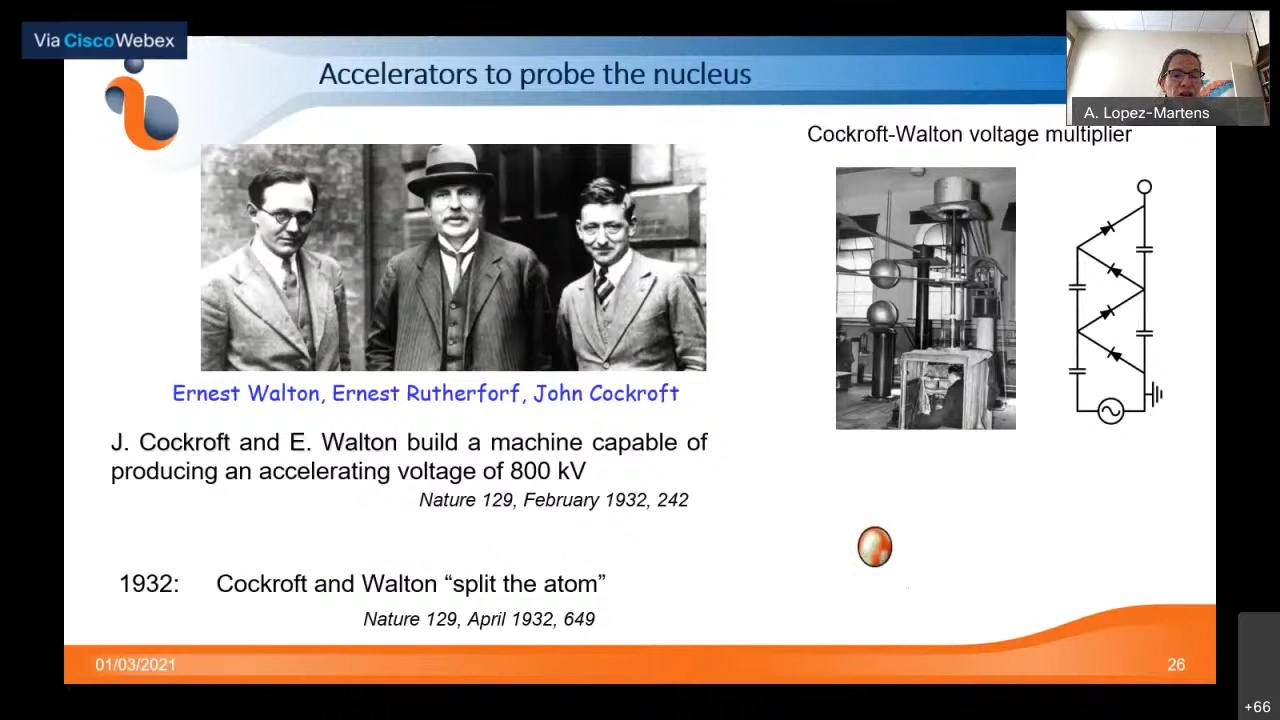 Via Cisco Webex
Accelerators to probe the nucleus
A. Lopez-Martens
Cockroft-Walton voltage multiplier
Ernest Walton, Ernest Rutherforf, John Cockroft
J. Cockroft and E. Walton build a machine capable of
producing an accelerating voltage of 800 kV
Nature 129, February 1932, 242
1932: Cockroft and Walton “split the atom”
Nature 129, April 1932, 649
01/03/2021
26
+66